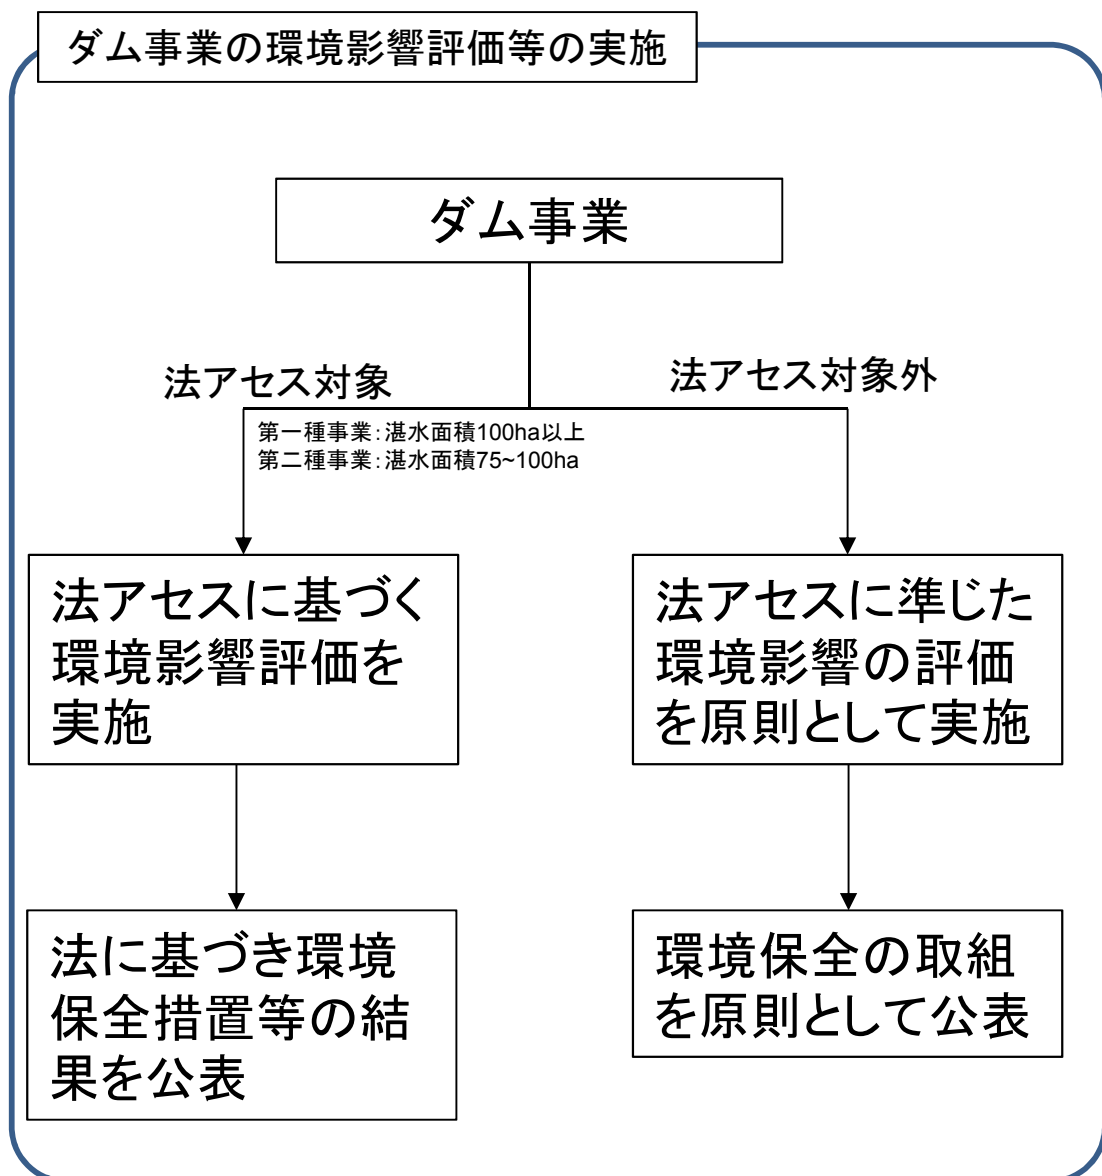 ダム事業の環境影響評価等の実施
ダム事業
法アセス対象
法アセス対象外
第一種事業:湛水面積100ha以上
第二種事業:湛水面積75~100ha
法アセスに基づく
環境影響評価を
実施
法アセスに準じた
環境影響の評価
を原則として実施
法に基づき環境
保全措置等の結
果を公表
環境保全の取組
を原則として公表